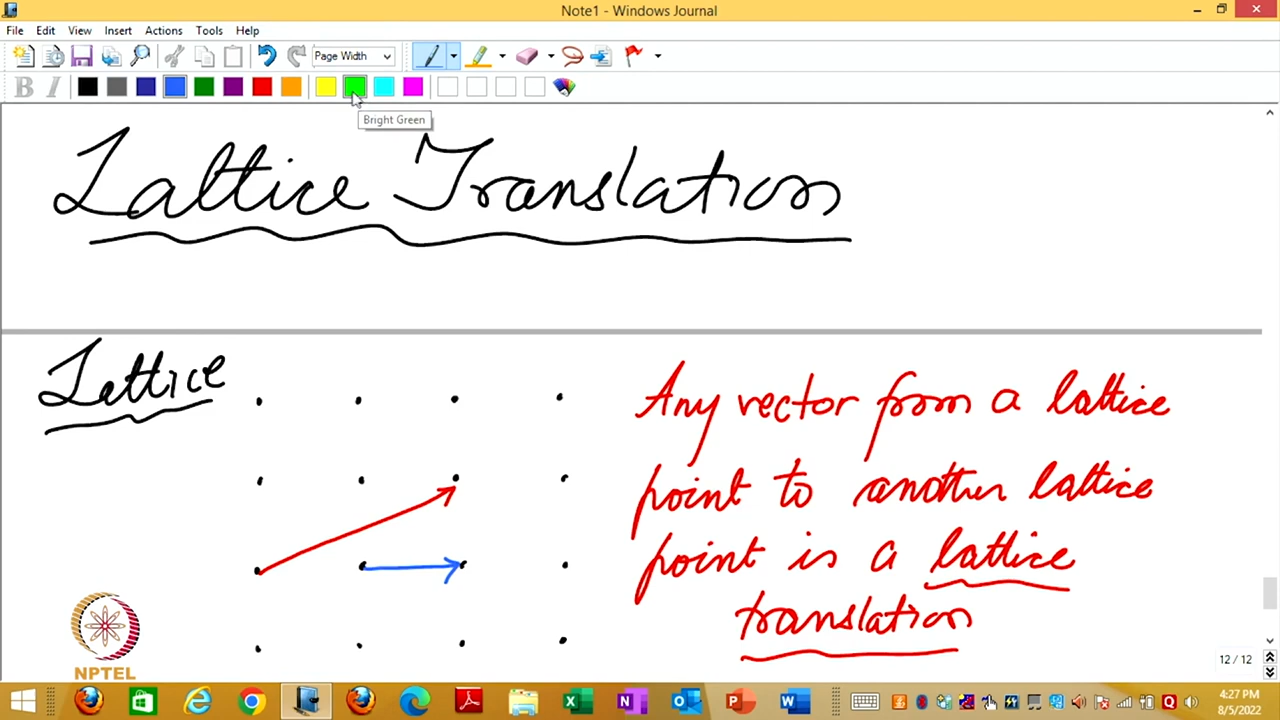 Note1 - Windows Journal
File Edit View Insert Actions Tools Help
Page Width
B I
Bright Green
Lattice Translation
Lattice
Any vector from a lattice
point to another lattice
point is a lattice
translation
NPTEL
12 / 12
4:27 PM
8/5/2022